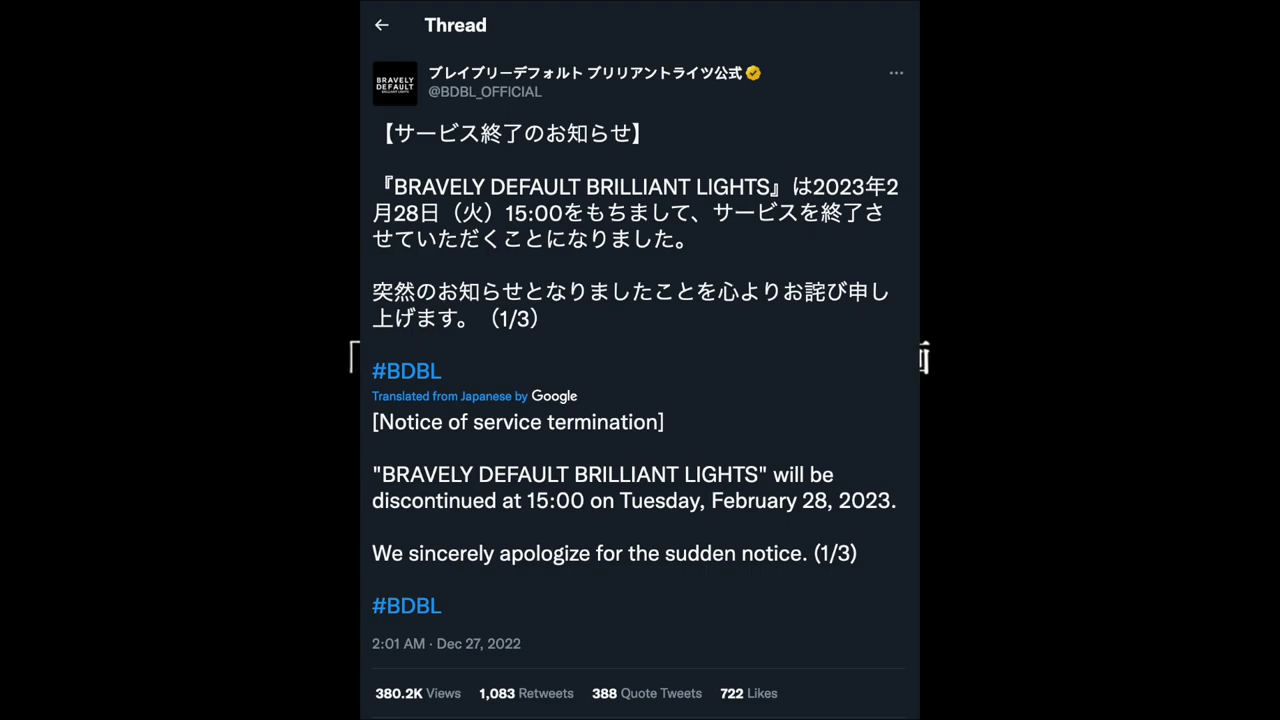 Thread
BRAVELY
DEFAULT
BRILLIANT LIGHTS
ブレイブリーデフォルト ブリリアントライツ公式
@BDBL_OFFICIAL
【サービス終了のお知らせ】
『BRAVELY DEFAULT BRILLIANT LIGHTS』は2023年2
月28日（火）15:00をもちまして、サービスを終了さ
せていただくことになりました。
突然のお知らせとなりましたことを心よりお詫び申し
上げます。（1/3）
#BDBL
Translated from Japanese by Google
[Notice of service termination]
"BRAVELY DEFAULT BRILLIANT LIGHTS" will be
discontinued at 15:00 on Tuesday, February 28, 2023.
We sincerely apologize for the sudden notice. (1/3)
#BDBL
2:01 AM · Dec 27, 2022
380.2K Views 1,083 Retweets 388 Quote Tweets 722 Likes